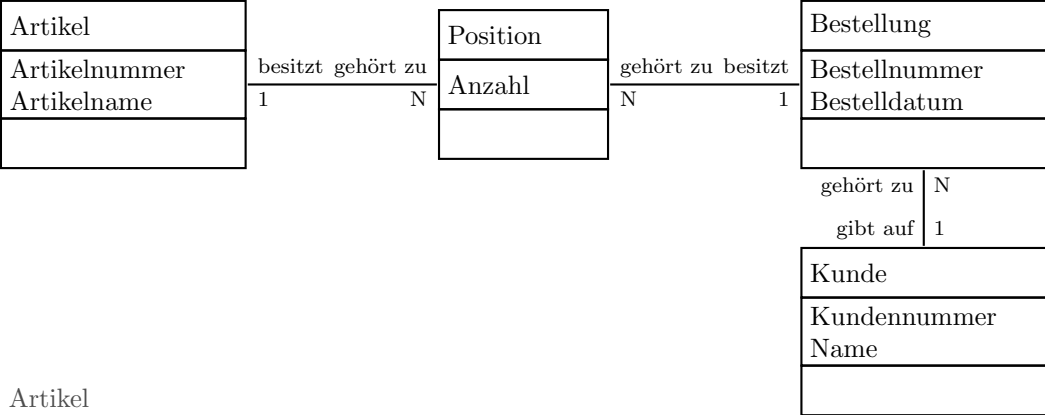 Artikel
Artikelnummer
Artikelname
besitzt gehört zu
1 N
Position
Anzahl
gehört zu besitzt
N 1
Bestellung
Bestellnummer
Bestelldatum
gehört zu N
gibt auf 1
Kunde
Kundennummer
Name
Artikel